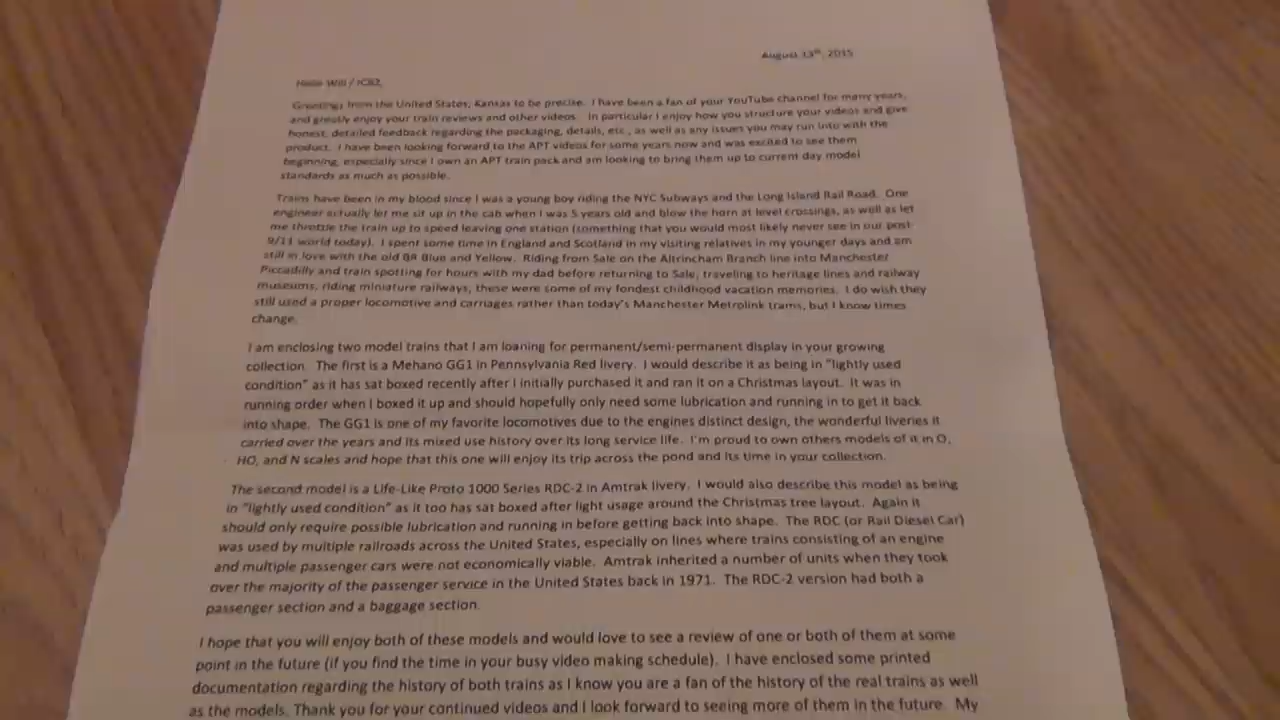 August 13th, 2015
Hello Will / ICBZ,
Greetings from the United States; Kansas to be precise. I have been a fan of your YouTube channel for many years,
and greatly enjoy your train reviews and other videos. In particular I enjoy how you structure your videos and give
honest, detailed feedback regarding the packaging, details, etc., as well as any issues you may run into with the
product. I have been looking forward to the APT videos for some years now and was excited to see them
beginning, especially since I own an APT train pack and am looking to bring them up to current day model
standards as much as possible.
Trains have been in my blood since I was a young boy riding the NYC Subways and the Long Island Rail Road. One
engineer actually let me sit up in the cab when I was 5 years old and blow the horn at level crossings, as well as let
me throttle the train up to speed leaving one station (something that you would most likely never see in our post-
9/11 world today). I spent some time in England and Scotland in my visiting relatives in my younger days and am
still in love with the old BR Blue and Yellow. Riding from Sale on the Altrincham Branch line into Manchester
Piccadilly and train spotting for hours with my dad before returning to Sale, traveling to heritage lines and railway
museums, riding miniature railways, these were some of my fondest childhood vacation memories. I do wish they
still used a proper locomotive and carriages rather than today's Manchester Metrolink trams, but I know times
change.
I am enclosing two model trains that I am loaning for permanent/semi-permanent display in your growing
collection. The first is a Mehano GG1 in Pennsylvania Red livery. I would describe it as being in "lightly used
condition" as it has sat boxed recently after I initially purchased it and ran it on a Christmas layout. It was in
running order when I boxed it up and should hopefully only need some lubrication and running in to get it back
into shape. The GG1 is one of my favorite locomotives due to the engines distinct design, the wonderful liveries it
carried over the years and its mixed use history over its long service life. I'm proud to own others models of it in O,
HO, and N scales and hope that this one will enjoy its trip across the pond and its time in your collection.
The second model is a Life-Like Proto 1000 Series RDC-2 in Amtrak livery. I would also describe this model as being
in "lightly used condition" as it too has sat boxed after light usage around the Christmas tree layout. Again it
should only require possible lubrication and running in before getting back into shape. The RDC (or Rail Diesel Car)
was used by multiple railroads across the United States, especially on lines where trains consisting of an engine
and multiple passenger cars were not economically viable. Amtrak inherited a number of units when they took
over the majority of the passenger service in the United States back in 1971. The RDC-2 version had both a
passenger section and a baggage section.
I hope that you will enjoy both of these models and would love to see a review of one or both of them at some
point in the future (if you find the time in your busy video making schedule). I have enclosed some printed
documentation regarding the history of both trains as I know you are a fan of the history of the real trains as well
as the models. Thank you for your continued videos and I look forward to seeing more of them in the future. My